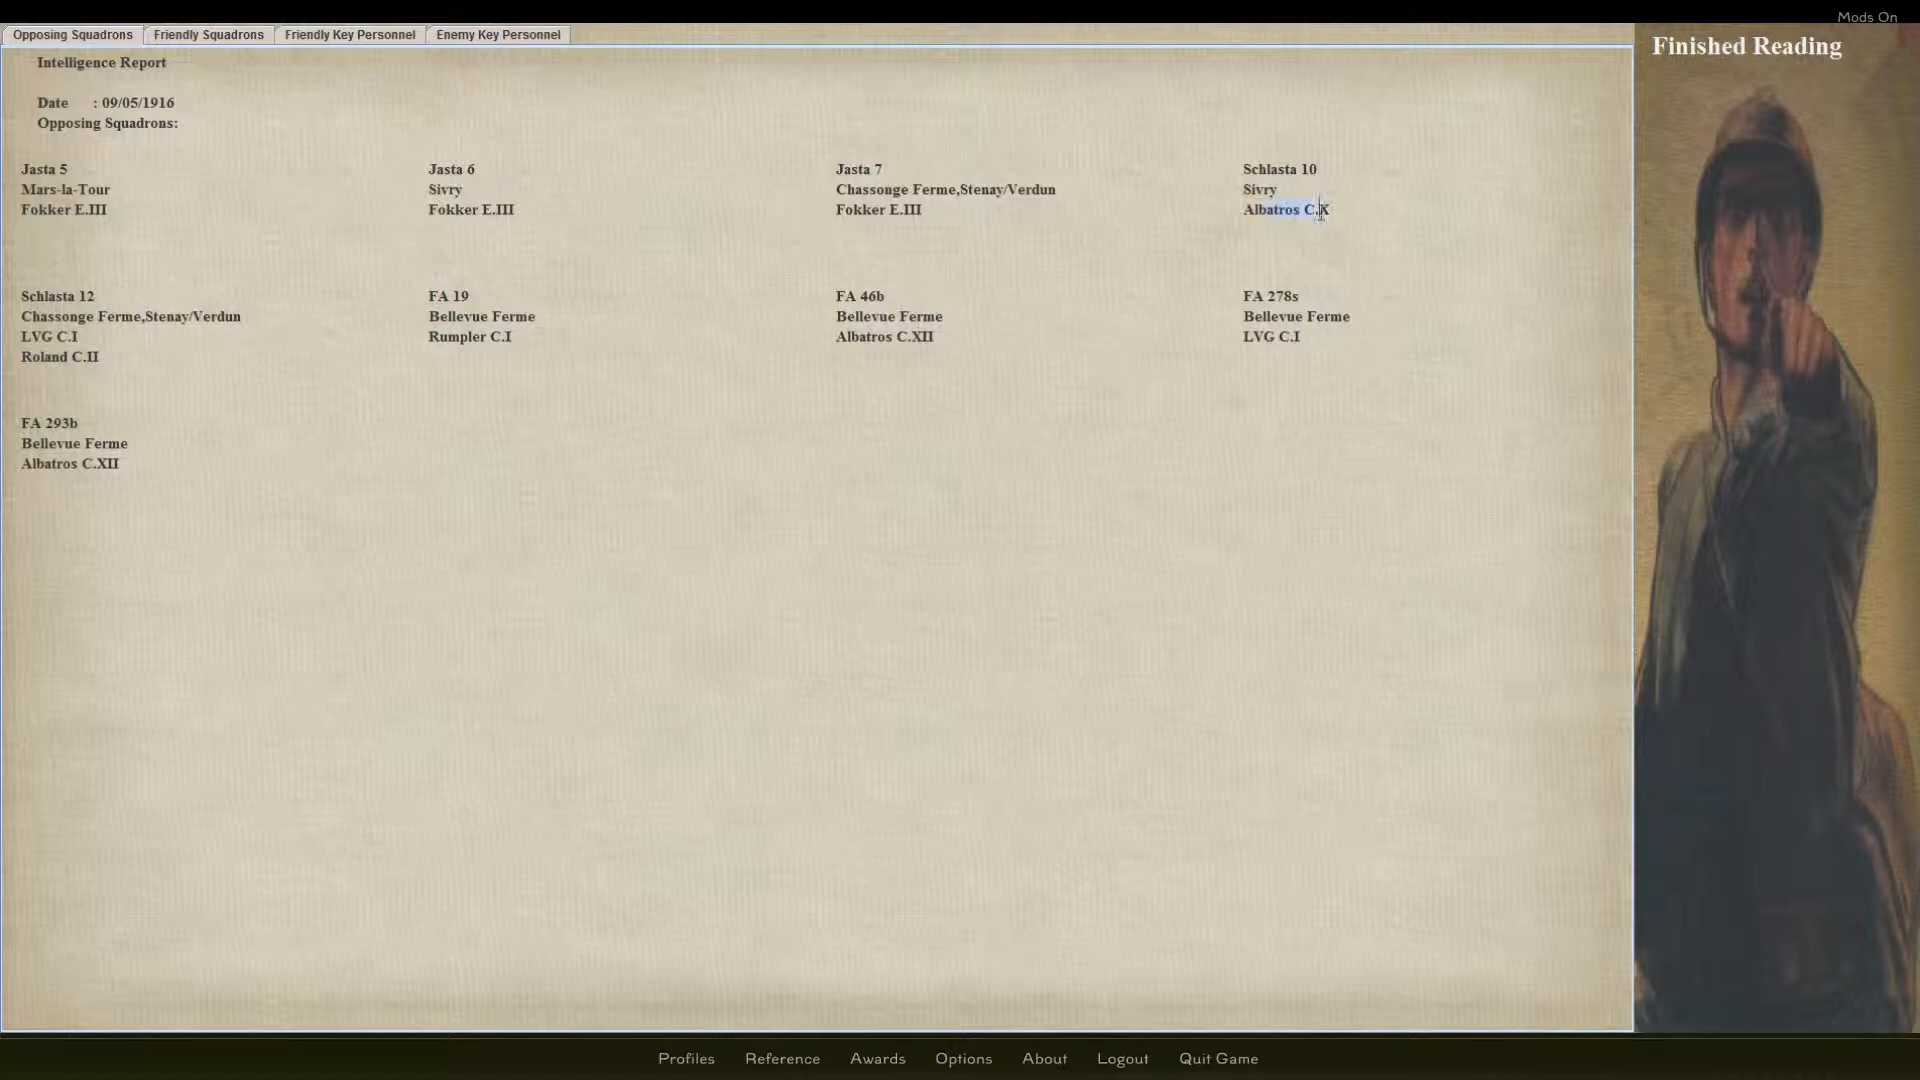 Mods On
Opposing Squadrons
Friendly Squadrons
Friendly Key Personnel
Enemy Key Personnel
Finished Reading
Intelligence Report
Date : 09/05/1916
Opposing Squadrons:
Jasta 5
Mars-la-Tour
Fokker E.III
Jasta 6
Sivry
Fokker E.III
Jasta 7
Chassonge Ferme,Stenay/Verdun
Fokker E.III
Schlasta 10
Sivry
Albatros C.X
Schlasta 12
Chassonge Ferme,Stenay/Verdun
LVG C.I
Roland C.II
FA 19
Bellevue Ferme
Rumpler C.I
FA 46b
Bellevue Ferme
Albatros C.XII
FA 278s
Bellevue Ferme
LVG C.I
FA 293b
Bellevue Ferme
Albatros C.XII
Profiles
Reference
Awards
Options
About
Logout
Quit Game